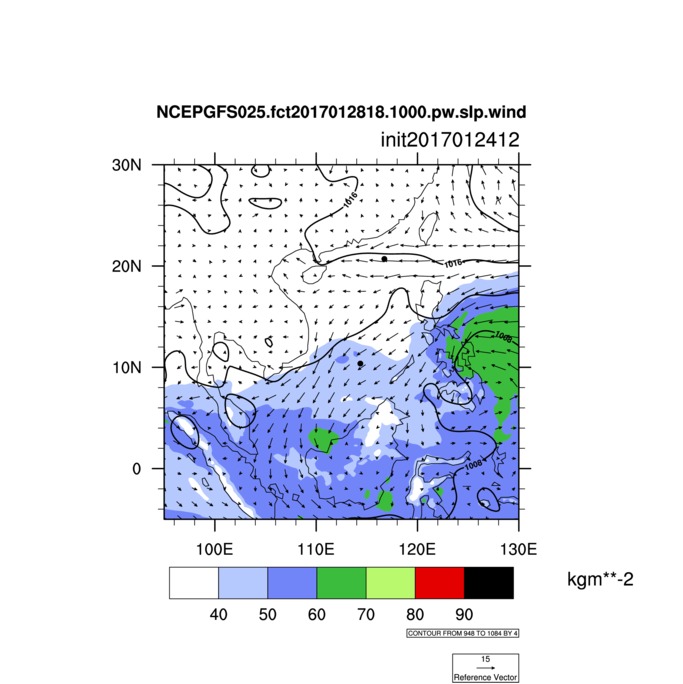 NCEPGFS025.fct2017012818.1000.pw.slp.wind
init2017012412
30N
20N
10N
0
1016
1016
1008
1008
100E 110E 120E 130E
kgm**-2
40 50 60 70 80 90
CONTOUR FROM 948 TO 1084 BY 4
15
Reference Vector